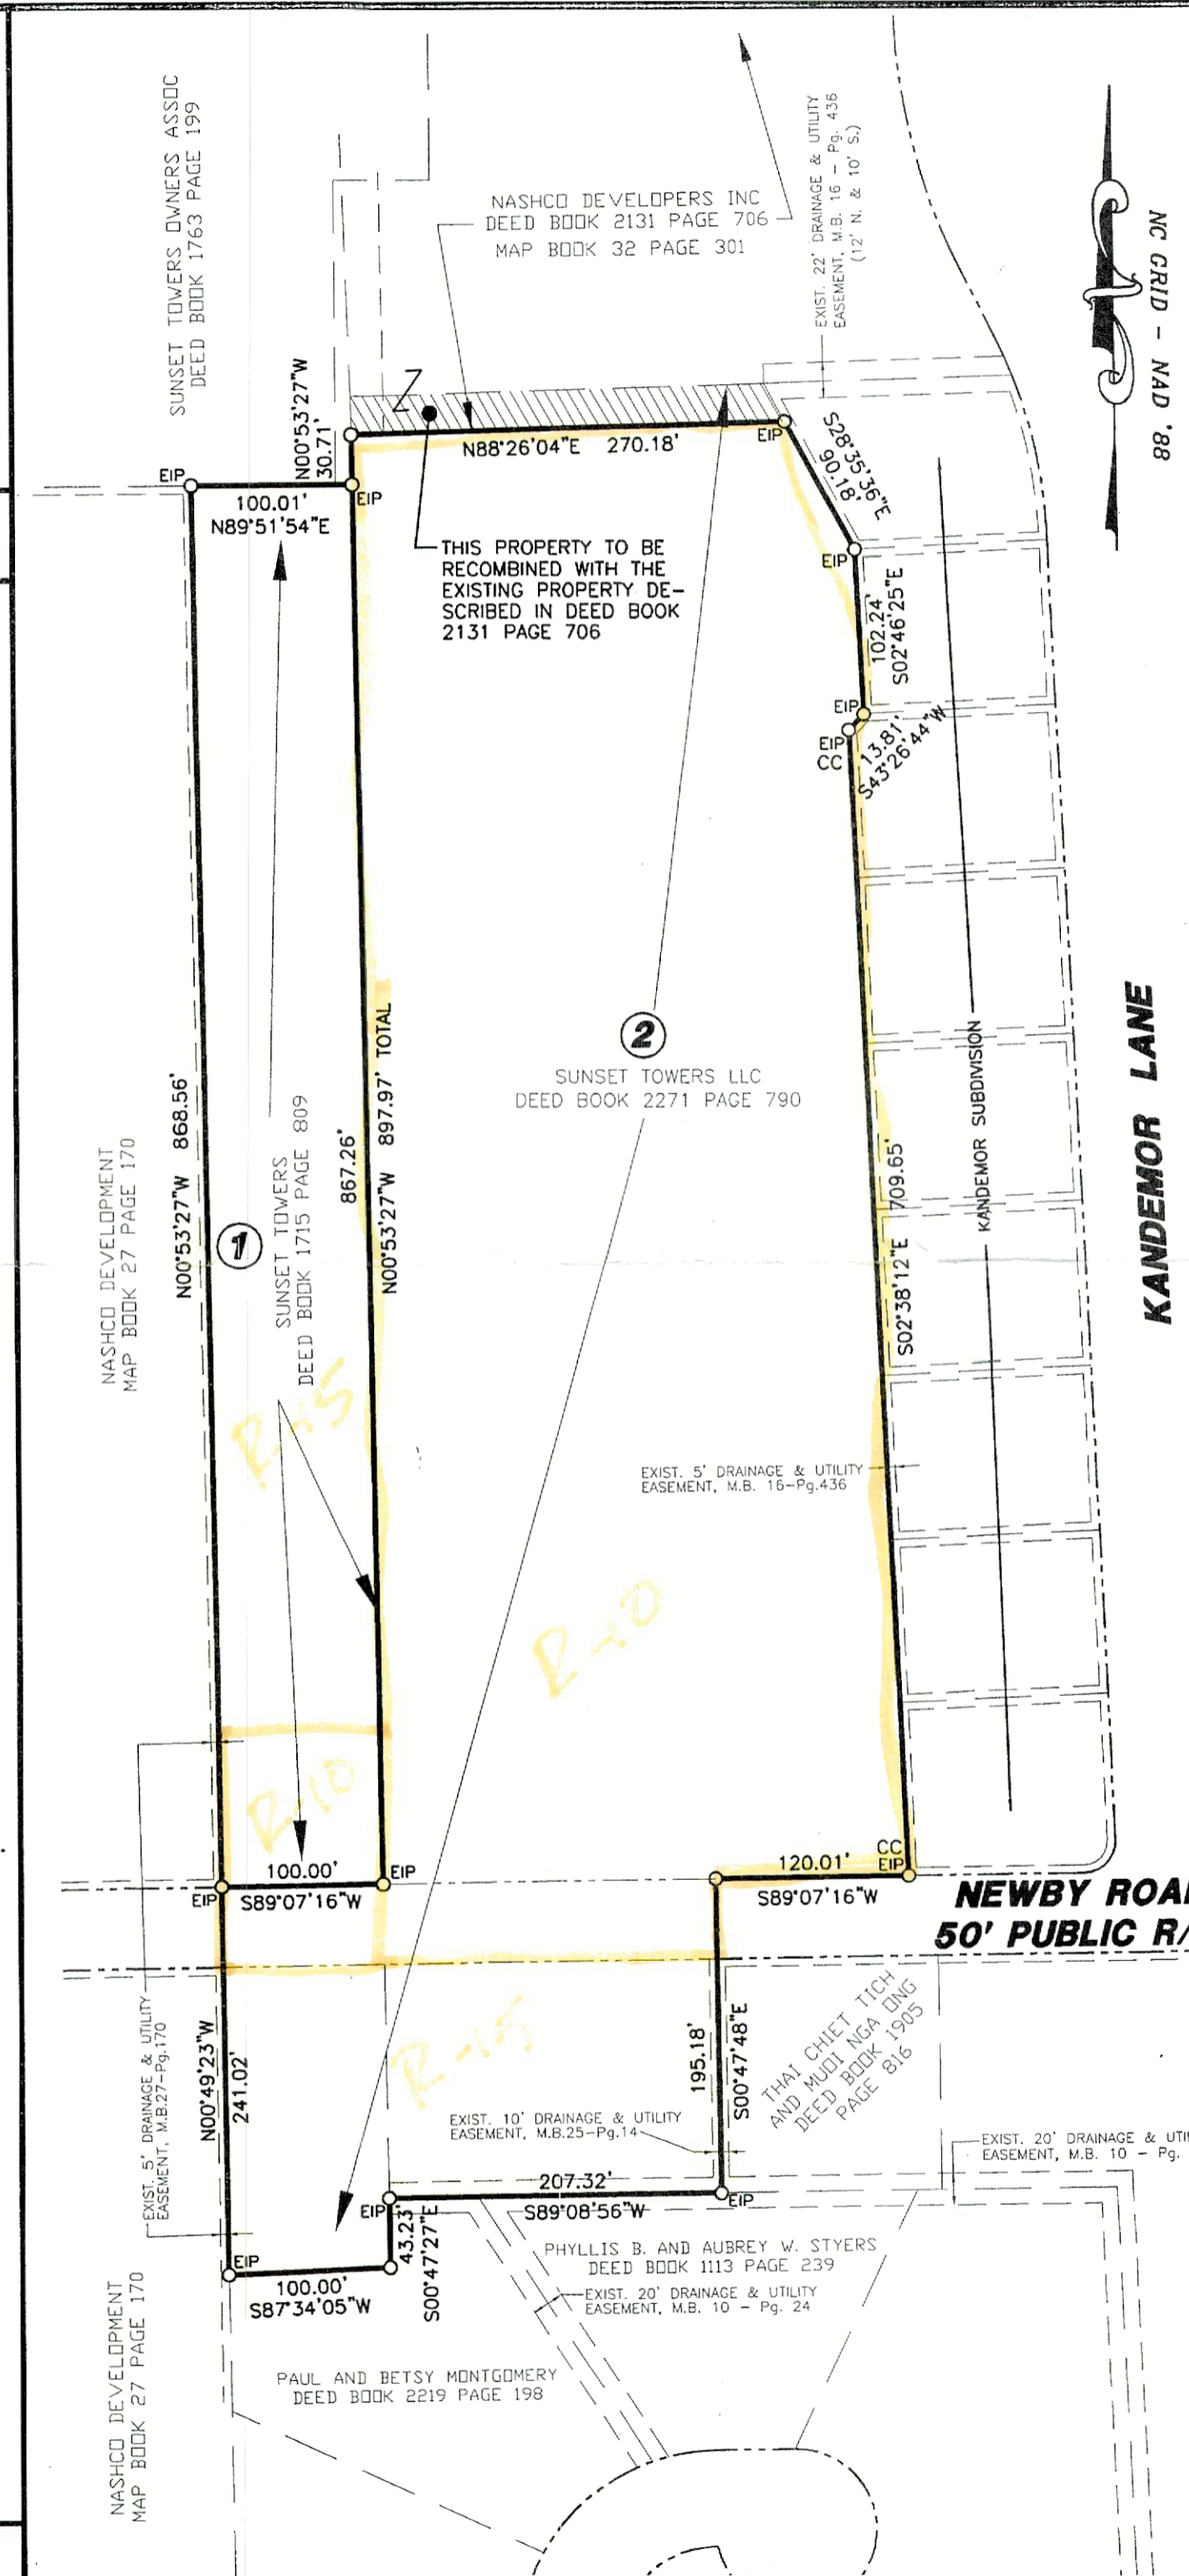 SUNSET TOWERS OWNERS ASSOC
DEED BOOK 1763 PAGE 199
NASHCO DEVELOPERS INC
DEED BOOK 2131 PAGE 706
MAP BOOK 32 PAGE 301
EXIST. 22' DRAINAGE & UTILITY
EASEMENT, M.B. 16 - Pg. 436
(12' N. & 10' S.)
NC GRID - NAD '88
N00°53'27"W
30.71'
EIP
100.01'
N89°51'54"E
EIP
N88°26'04"E 270.18'
EIP
S28°35'36"E
90.18'
EIP
THIS PROPERTY TO BE
RECOMBINED WITH THE
EXISTING PROPERTY DE-
SCRIBED IN DEED BOOK
2131 PAGE 706
102.24'
S02°46'25"E
EIP
EIP
CC
13.81'
S43°26'44"W
2
SUNSET TOWERS LLC
DEED BOOK 2271 PAGE 790
KANDEMOR SUBDIVISION
KANDEMOR LANE
NASHCO DEVELOPMENT
MAP BOOK 27 PAGE 170
N00°53'27"W 868.56'
1
SUNSET TOWERS
DEED BOOK 1715 PAGE 809
867.26'
N00°53'27"W 897.97' TOTAL
S02°38'12"E 709.65'
R-15
EXIST. 5' DRAINAGE & UTILITY
EASEMENT, M.B. 16-Pg.436
R-10
R-10
100.00'
EIP
EIP
S89°07'16"W
CC
120.01'
EIP
S89°07'16"W
NEWBY ROA
50' PUBLIC R/
EXIST. 5' DRAINAGE & UTILITY
EASEMENT, M.B.27-Pg.170
N00°49'23"W
241.02'
R-15
195.18'
S00°47'48"E
THAI CHIET TICH
AND MUOI NGA ONG
DEED BOOK 1905
PAGE 816
EXIST. 10' DRAINAGE & UTILITY
EASEMENT, M.B.25-Pg.14
EXIST. 20' DRAINAGE & UTI
EASEMENT, M.B. 10 - Pg.
207.32'
EIP
EIP
S89°08'56"W
43.23'
S00°47'27"E
EIP
100.00'
S87°34'05"W
PHYLLIS B. AND AUBREY W. STYERS
DEED BOOK 1113 PAGE 239
EXIST. 20' DRAINAGE & UTILITY
EASEMENT, M.B. 10 - Pg. 24
NASHCO DEVELOPMENT
MAP BOOK 27 PAGE 170
PAUL AND BETSY MONTGOMERY
DEED BOOK 2219 PAGE 198